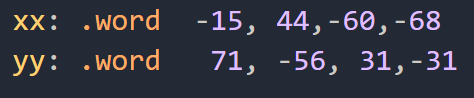 xx: .word -15, 44,-60,-68
yy: .word 71, -56, 31,-31